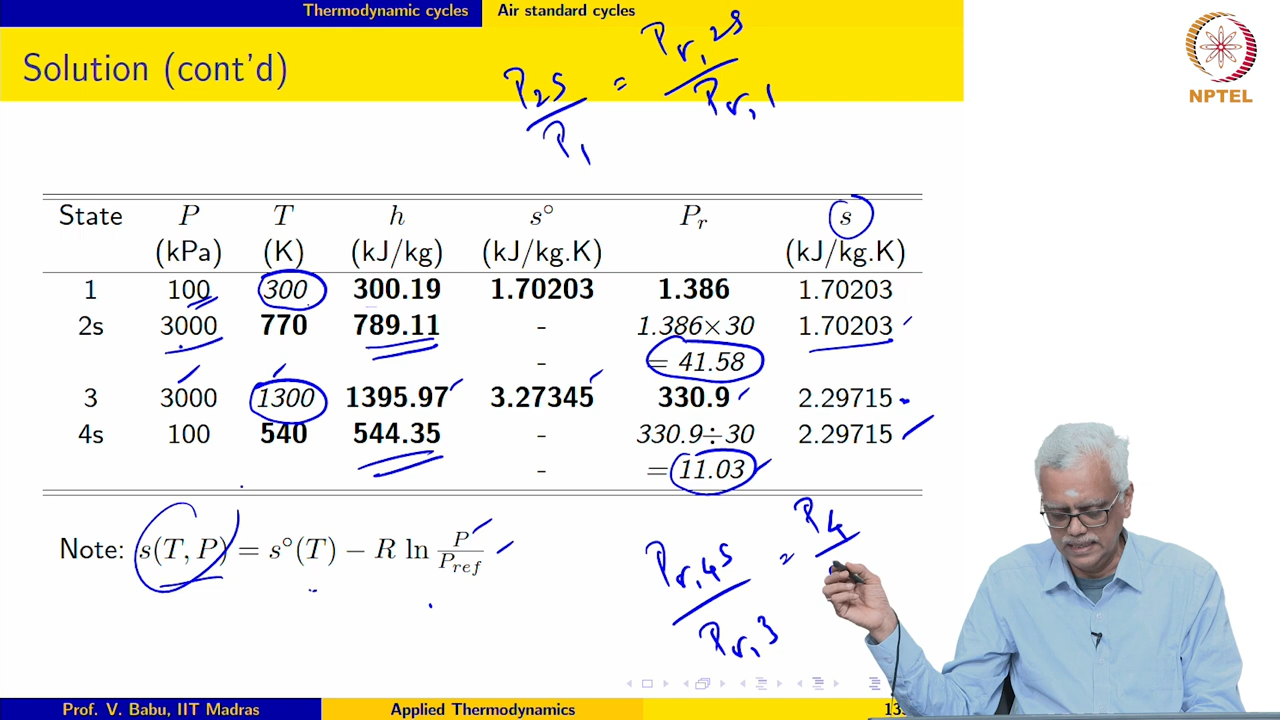 Thermodynamic cycles Air standard cycles
Solution (cont'd)
P2s/P1 = Pr,2s/Pr,1
NPTEL
State P T h s° Pr s
(kPa) (K) (kJ/kg) (kJ/kg.K) (kJ/kg.K)
1 100 300 300.19 1.70203 1.386 1.70203
2s 3000 770 789.11 - 1.386×30 1.70203
- = 41.58
3 3000 1300 1395.97 3.27345 330.9 2.29715
4s 100 540 544.35 - 330.9÷30 2.29715
- = 11.03
Note: s(T, P) = s°(T) − R ln P/Pref
Pr,4s/Pr,3 = P4
Prof. V. Babu, IIT Madras Applied Thermodynamics